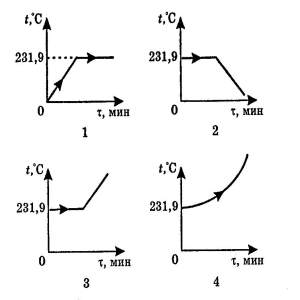 t,°C
231,9
0
τ, мин
1
t,°C
231,9
0
τ, мин
2
t,°C
231,9
0
τ, мин
3
t,°C
231,9
0
τ, мин
4